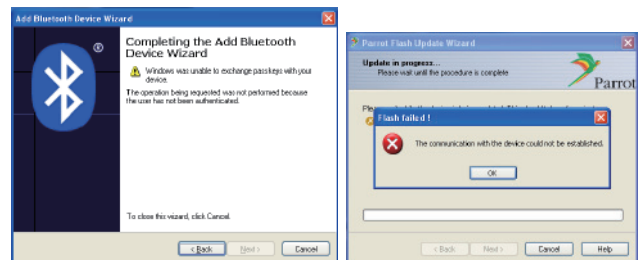 Add Bluetooth Device Wizard
®
Completing the Add Bluetooth
Device Wizard
Windows was unable to exchange passkeys with your
device.
The operation being requested was not performed because
the user has not been authenticated.
To close this wizard, click Cancel.
< Back
Next >
Cancel
Parrot Flash Update Wizard
Update in progress...
Please wait until the procedure is complete
Parrot
Flash failed !
The communication with the device could not be established.
OK
< Back
Next >
Cancel
Help